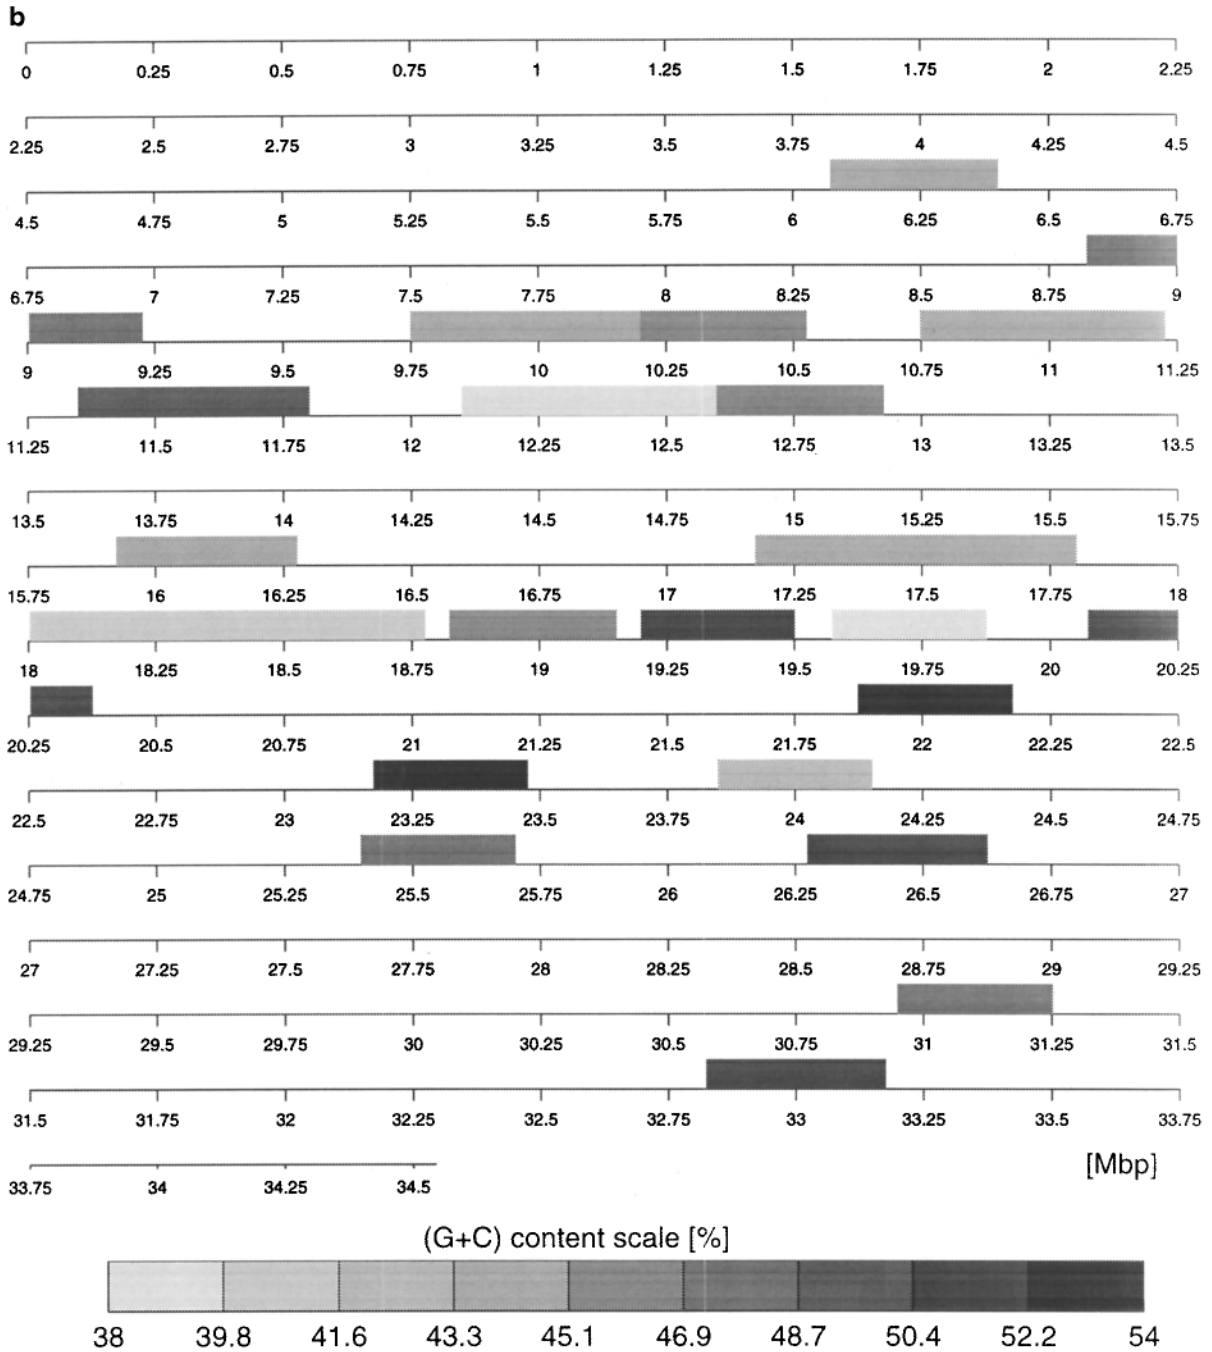 b
0 0.25 0.5 0.75 1 1.25 1.5 1.75 2 2.25
2.25 2.5 2.75 3 3.25 3.5 3.75 4 4.25 4.5
4.5 4.75 5 5.25 5.5 5.75 6 6.25 6.5 6.75
6.75 7 7.25 7.5 7.75 8 8.25 8.5 8.75 9
9 9.25 9.5 9.75 10 10.25 10.5 10.75 11 11.25
11.25 11.5 11.75 12 12.25 12.5 12.75 13 13.25 13.5
13.5 13.75 14 14.25 14.5 14.75 15 15.25 15.5 15.75
15.75 16 16.25 16.5 16.75 17 17.25 17.5 17.75 18
18 18.25 18.5 18.75 19 19.25 19.5 19.75 20 20.25
20.25 20.5 20.75 21 21.25 21.5 21.75 22 22.25 22.5
22.5 22.75 23 23.25 23.5 23.75 24 24.25 24.5 24.75
24.75 25 25.25 25.5 25.75 26 26.25 26.5 26.75 27
27 27.25 27.5 27.75 28 28.25 28.5 28.75 29 29.25
29.25 29.5 29.75 30 30.25 30.5 30.75 31 31.25 31.5
31.5 31.75 32 32.25 32.5 32.75 33 33.25 33.5 33.75
[Mbp]
33.75 34 34.25 34.5
(G+C) content scale [%]
38 39.8 41.6 43.3 45.1 46.9 48.7 50.4 52.2 54